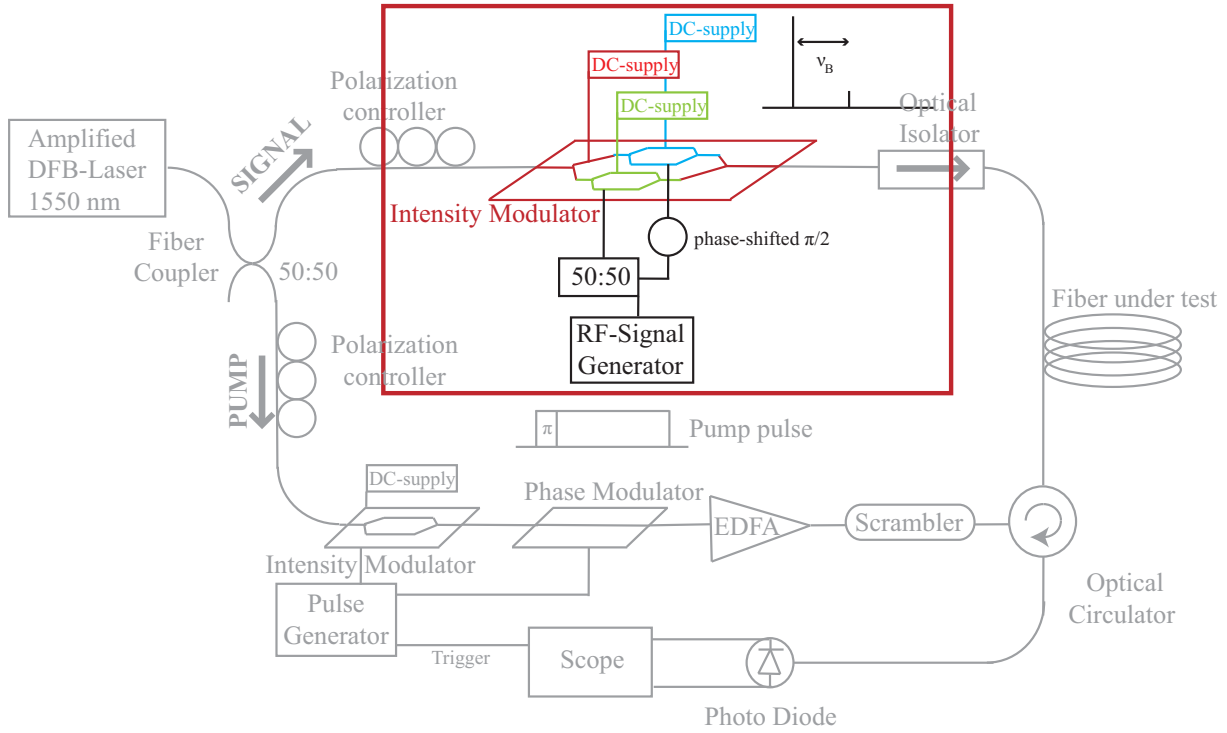 DC-supply
DC-supply
DC-supply
ν_B
Polarization
controller
Optical
Isolator
Amplified
DFB-Laser
1550 nm
SIGNAL
Intensity Modulator
phase-shifted π/2
Fiber
Coupler
50:50
50:50
RF-Signal
Generator
Fiber under test
Polarization
controller
PUMP
π
Pump pulse
DC-supply
Phase Modulator
EDFA
Scrambler
Intensity Modulator
Pulse
Generator
Trigger
Scope
Optical
Circulator
Photo Diode